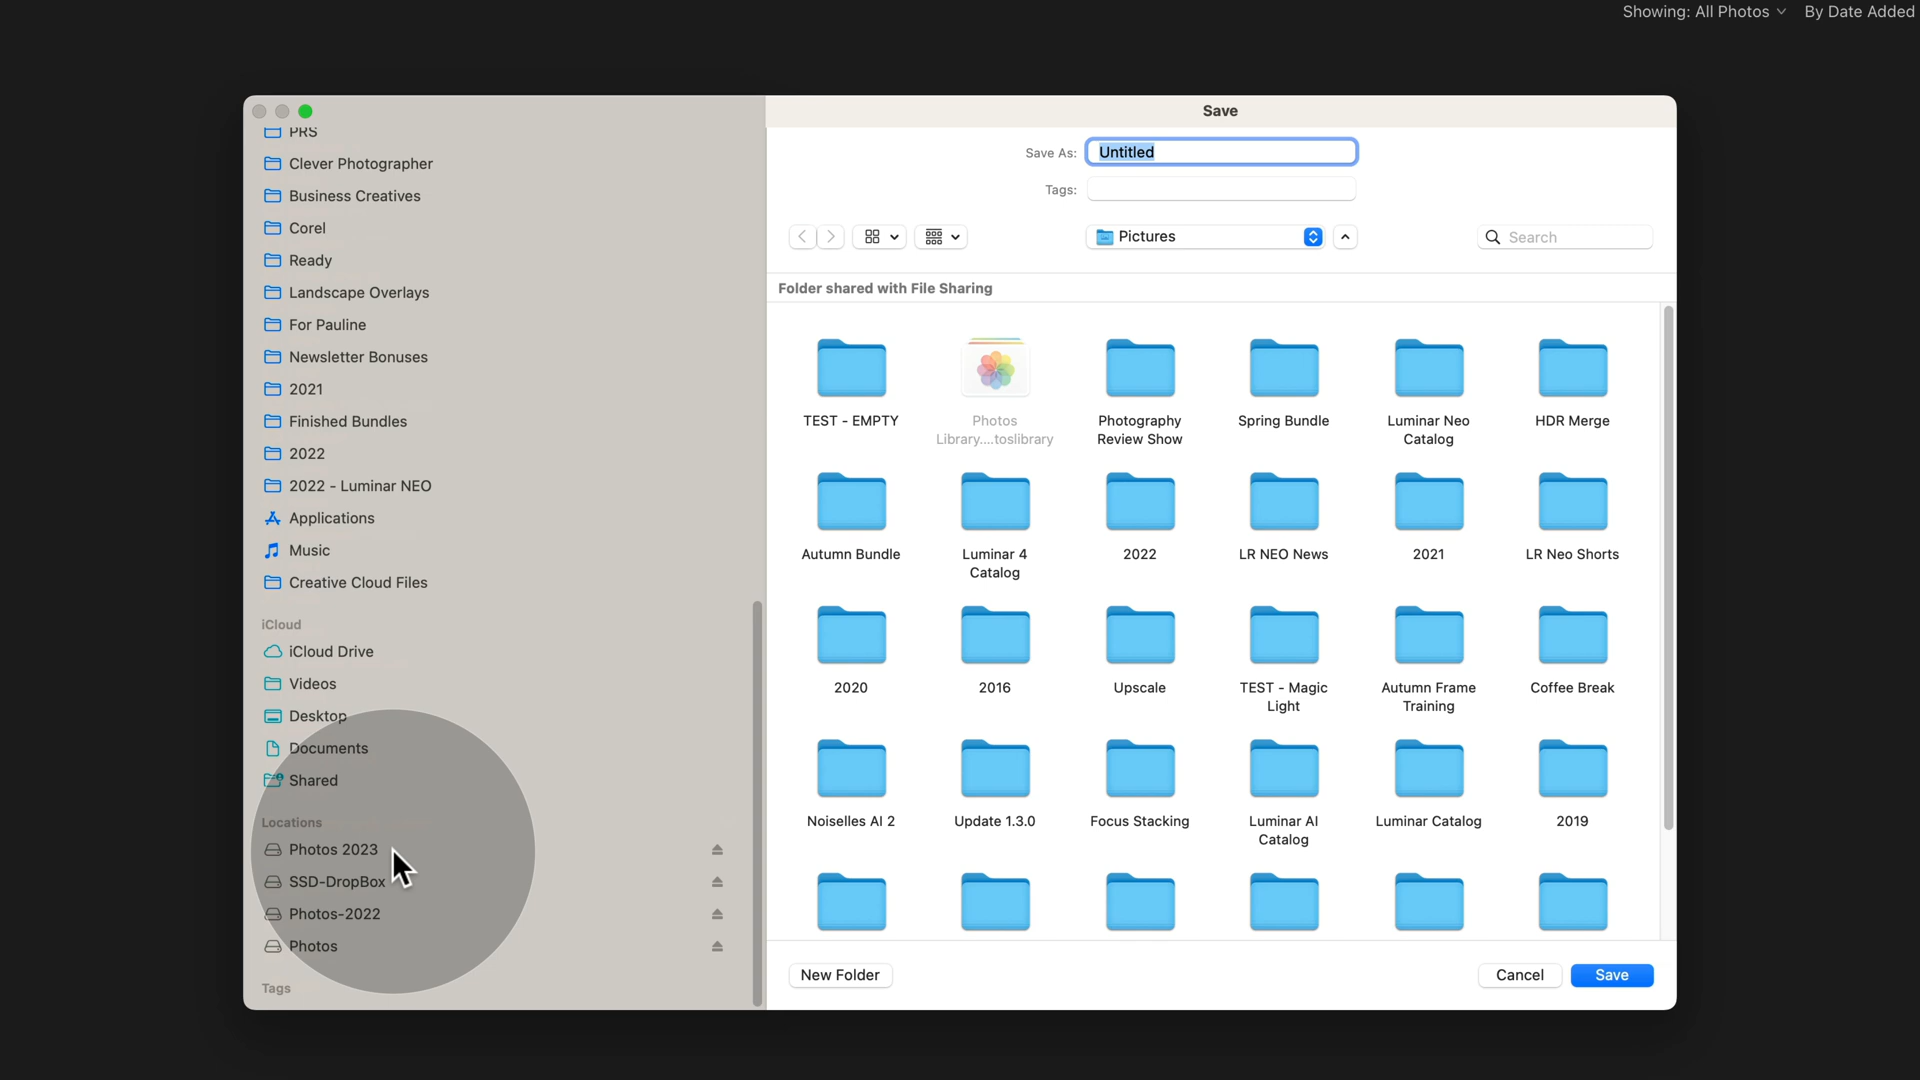 Showing: All Photos
By Date Added
Save
PRS
Clever Photographer
Business Creatives
Corel
Ready
Landscape Overlays
For Pauline
Newsletter Bonuses
2021
Finished Bundles
2022
2022 - Luminar NEO
Applications
Music
Creative Cloud Files
iCloud
iCloud Drive
Videos
Desktop
Documents
Shared
Locations
Photos 2023
SSD-DropBox
Photos-2022
Photos
Tags
Save As: Untitled
Tags:
Pictures
Search
Folder shared with File Sharing
TEST - EMPTY
Photos
Library....toslibrary
Photography
Review Show
Spring Bundle
Luminar Neo
Catalog
HDR Merge
Autumn Bundle
Luminar 4
Catalog
2022
LR NEO News
2021
LR Neo Shorts
2020
2016
Upscale
TEST - Magic
Light
Autumn Frame
Training
Coffee Break
Noiselles AI 2
Update 1.3.0
Focus Stacking
Luminar AI
Catalog
Luminar Catalog
2019
New Folder
Cancel
Save